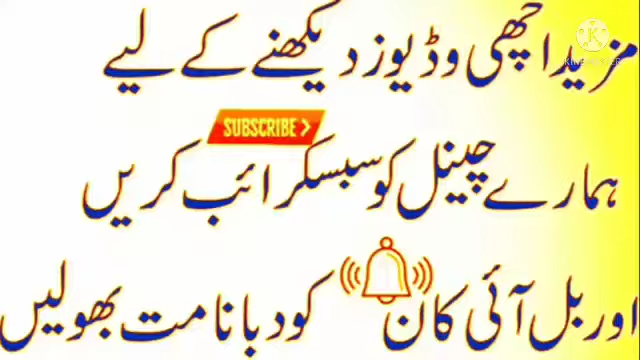 مزید اچھی وڈیوز دیکھنے کے لیے
SUBSCRIBE >
ہمارے چینل کو سبسکرائب کریں
اور بل آئی کان کو دبانا مت بھولیں